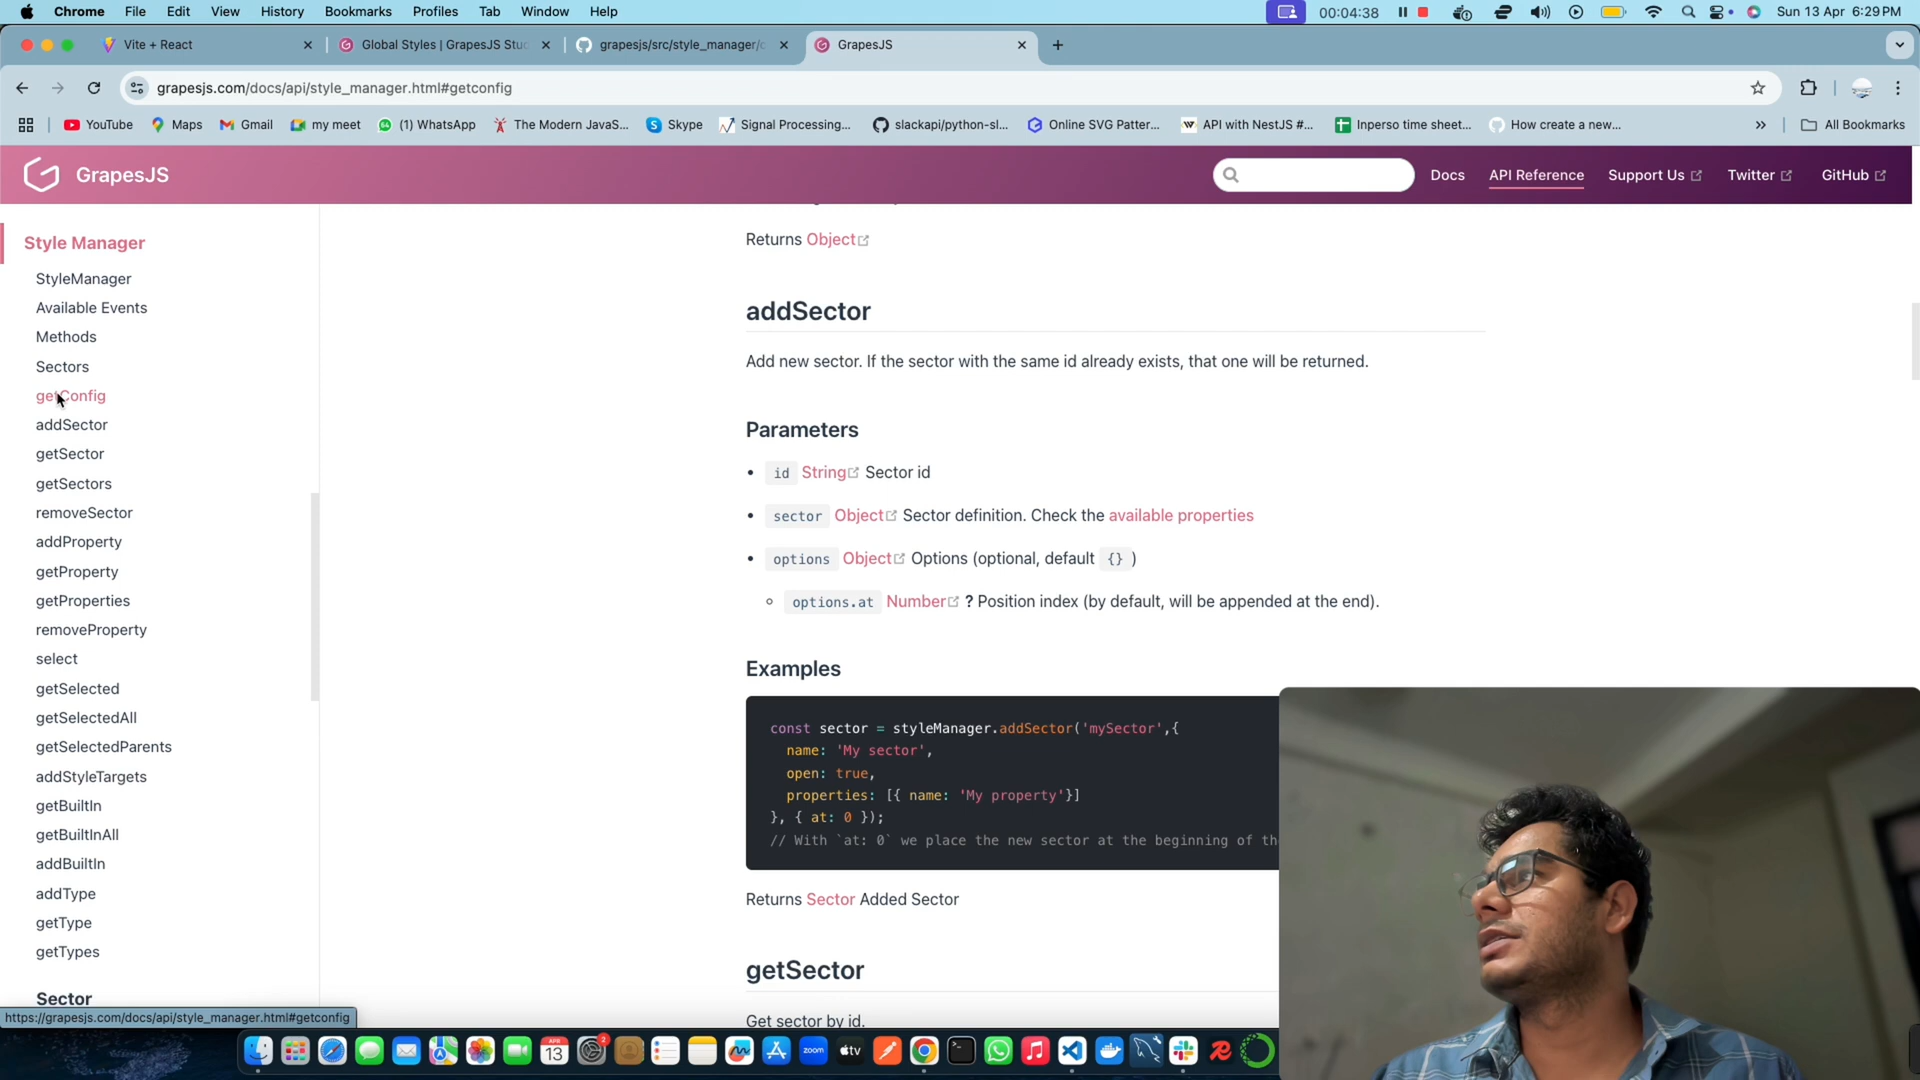 Chrome File Edit View History Bookmarks Profiles Tab Window Help 00:04:38 Sun 13 Apr 6:29 PM
Vite + React Global Styles | GrapesJS Stu grapesjs/src/style_manager/ GrapesJS
grapesjs.com/docs/api/style_manager.html#getconfig
YouTube Maps Gmail my meet (1) WhatsApp The Modern JavaS... Skype Signal Processing... slackapi/python-sl... Online SVG Patter... API with NestJS #... Inperso time sheet... How create a new... » All Bookmarks
GrapesJS Docs API Reference Support Us Twitter GitHub
Style Manager
StyleManager
Available Events
Methods
Sectors
getConfig
addSector
getSector
getSectors
removeSector
addProperty
getProperty
getProperties
removeProperty
select
getSelected
getSelectedAll
getSelectedParents
addStyleTargets
getBuiltIn
getBuiltInAll
addBuiltIn
addType
getType
getTypes
Sector
https://grapesjs.com/docs/api/style_manager.html#getconfig
Returns Object
addSector
Add new sector. If the sector with the same id already exists, that one will be returned.
Parameters
• id String Sector id
• sector Object Sector definition. Check the available properties
• options Object Options (optional, default {} )
options.at Number ? Position index (by default, will be appended at the end).
Examples
const sector = styleManager.addSector('mySector',{
name: 'My sector',
open: true,
properties: [{ name: 'My property'}]
}, { at: 0 });
// With `at: 0` we place the new sector at the beginning of th
Returns Sector Added Sector
getSector
Get sector by id.
APR
13
2
zoom
tv